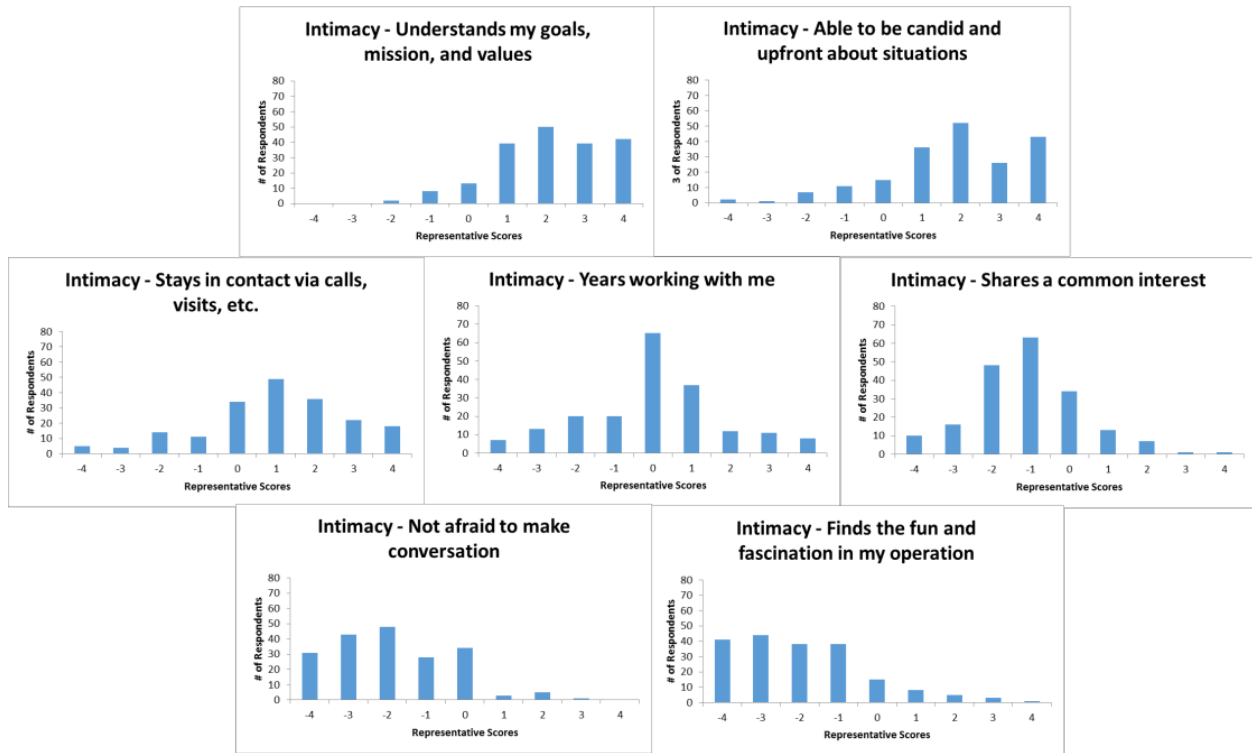 Intimacy - Understands my goals,
mission, and values
# of Respondents
80
70
60
50
40
30
20
10
0
-4 -3 -2 -1 0 1 2 3 4
Representative Scores
Intimacy - Able to be candid and
upfront about situations
3 of Respondents
80
70
60
50
40
30
20
10
0
-4 -3 -2 -1 0 1 2 3 4
Representative Scores
Intimacy - Stays in contact via calls,
visits, etc.
# of Respondents
80
70
60
50
40
30
20
10
0
-4 -3 -2 -1 0 1 2 3 4
Representative Scores
Intimacy - Years working with me
# of Respondents
80
70
60
50
40
30
20
10
0
-4 -3 -2 -1 0 1 2 3 4
Representative Scores
Intimacy - Shares a common interest
# of Respondents
80
70
60
50
40
30
20
10
0
-4 -3 -2 -1 0 1 2 3 4
Representative Scores
Intimacy - Not afraid to make
conversation
# of Respondents
80
70
60
50
40
30
20
10
0
-4 -3 -2 -1 0 1 2 3 4
Representative Scores
Intimacy - Finds the fun and
fascination in my operation
# of Respondents
80
70
60
50
40
30
20
10
0
-4 -3 -2 -1 0 1 2 3 4
Representative Scores